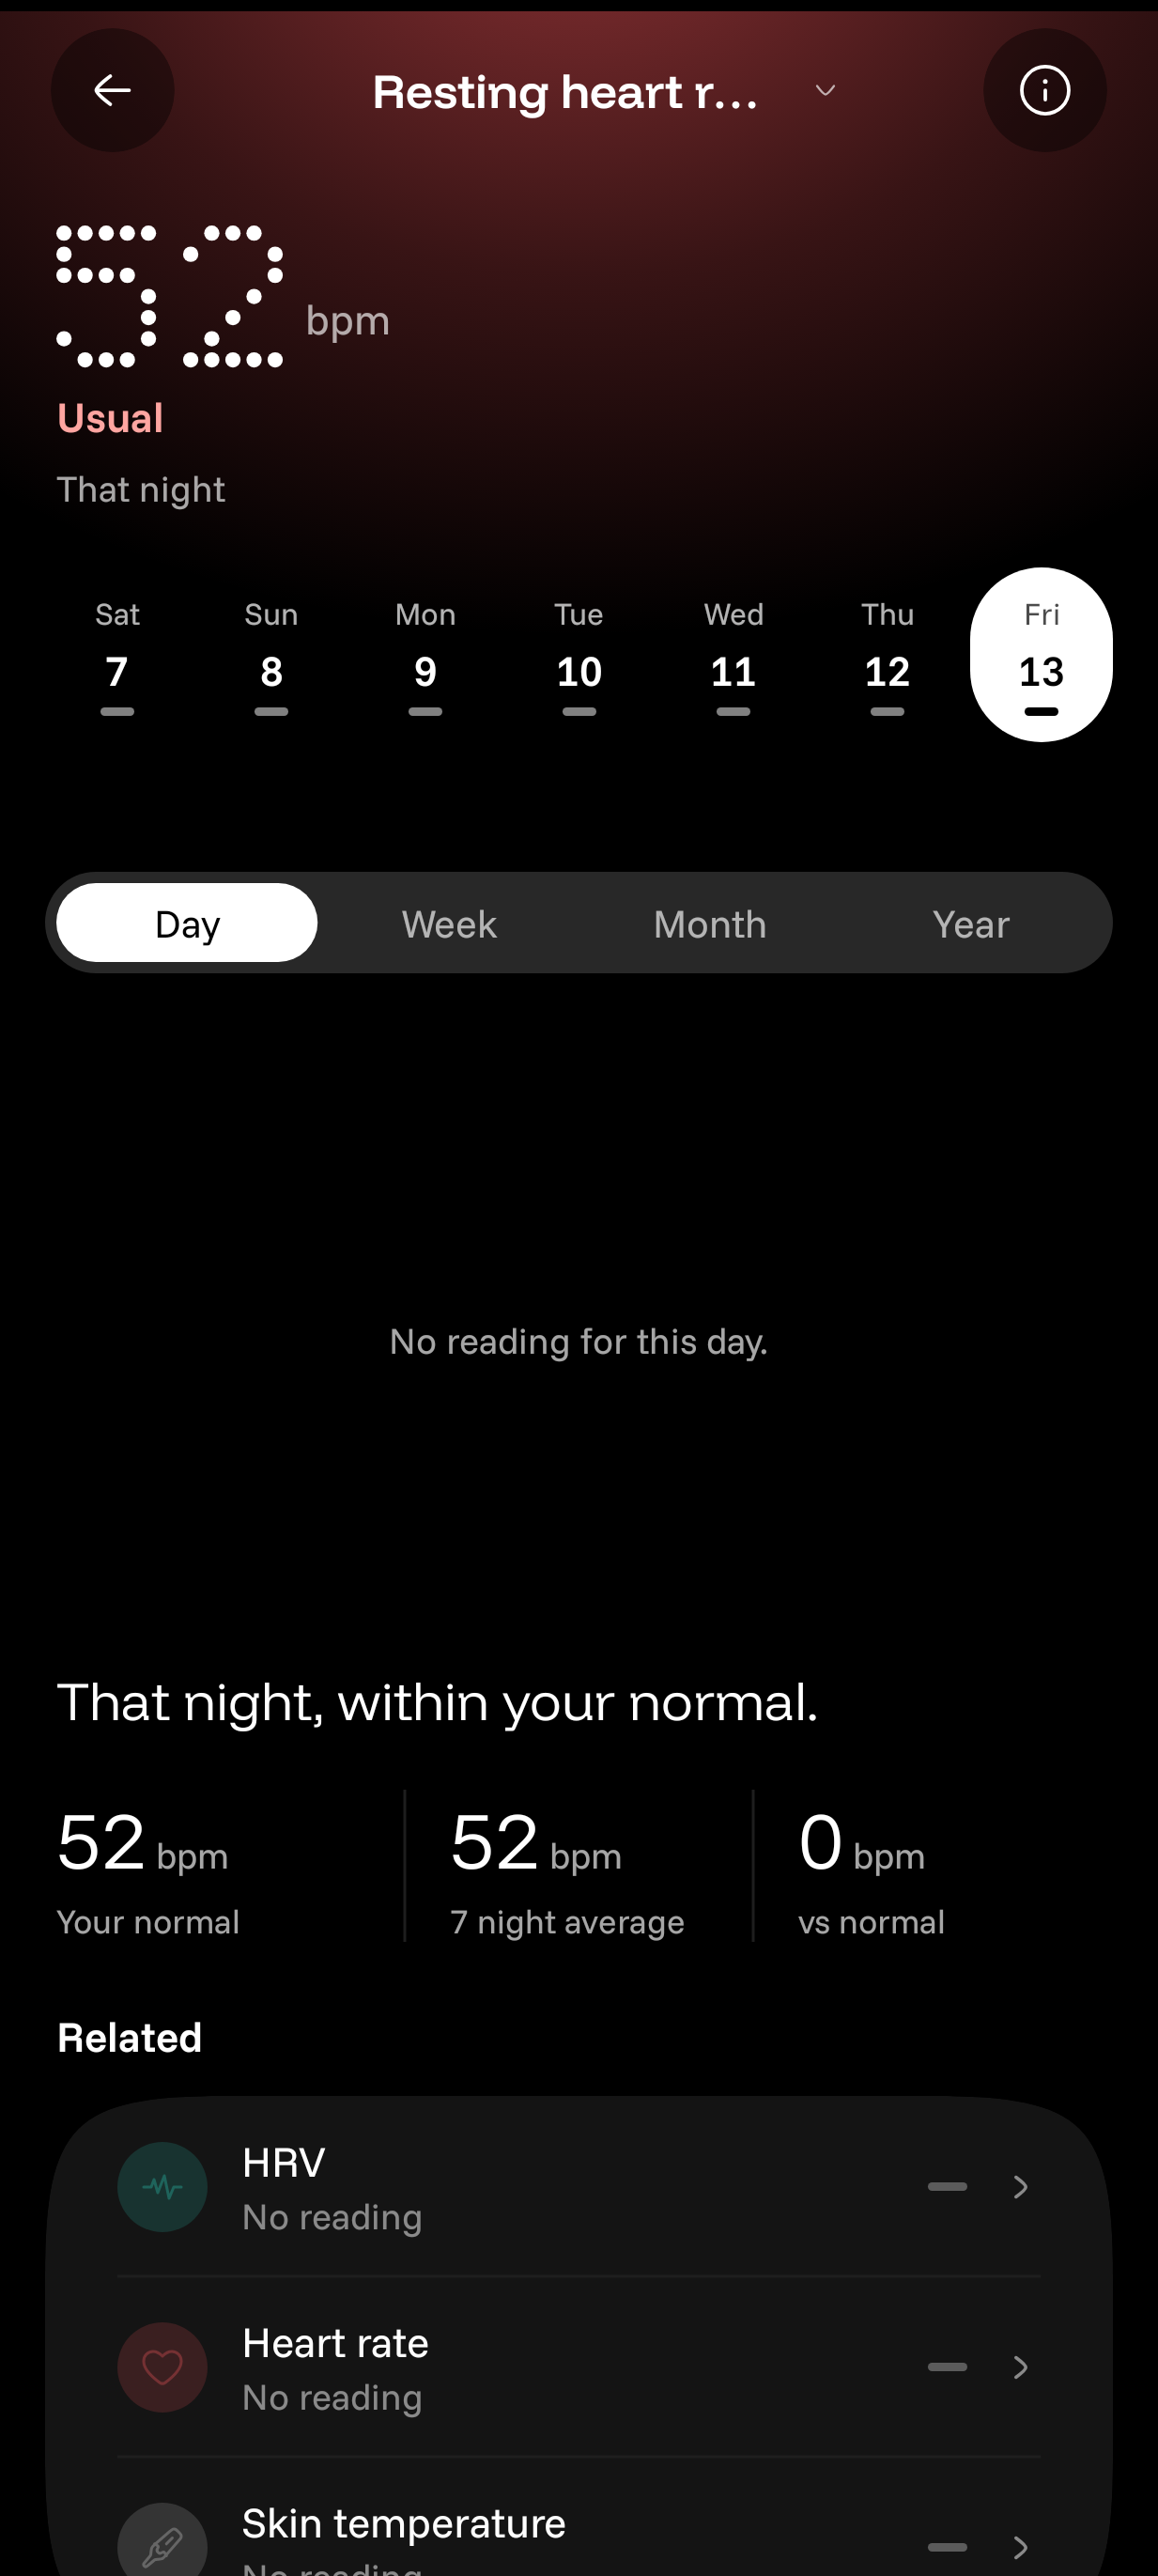 Resting heart r...
52 bpm
Usual
That night
Sat Sun Mon Tue Wed Thu Fri
7 8 9 10 11 12 13
Day Week Month Year
No reading for this day.
That night, within your normal.
52 bpm 52 bpm 0 bpm
Your normal 7 night average vs normal
Related
HRV
No reading
Heart rate
No reading
Skin temperature
No reading